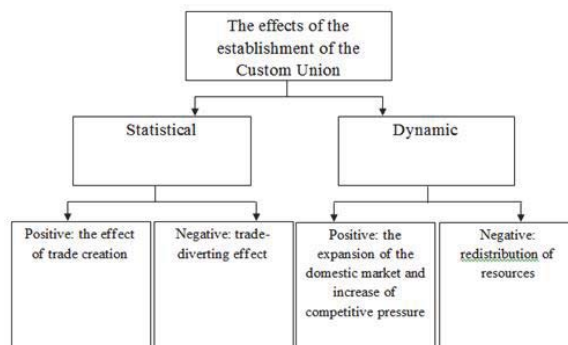 The effects of the
establishment of the
Custom Union
Statistical
Dynamic
Positive: the effect
of trade creation
Negative: trade-
diverting effect
Positive: the
expansion of the
domestic market and
increase of
competitive pressure
Negative:
redistribution of
resources